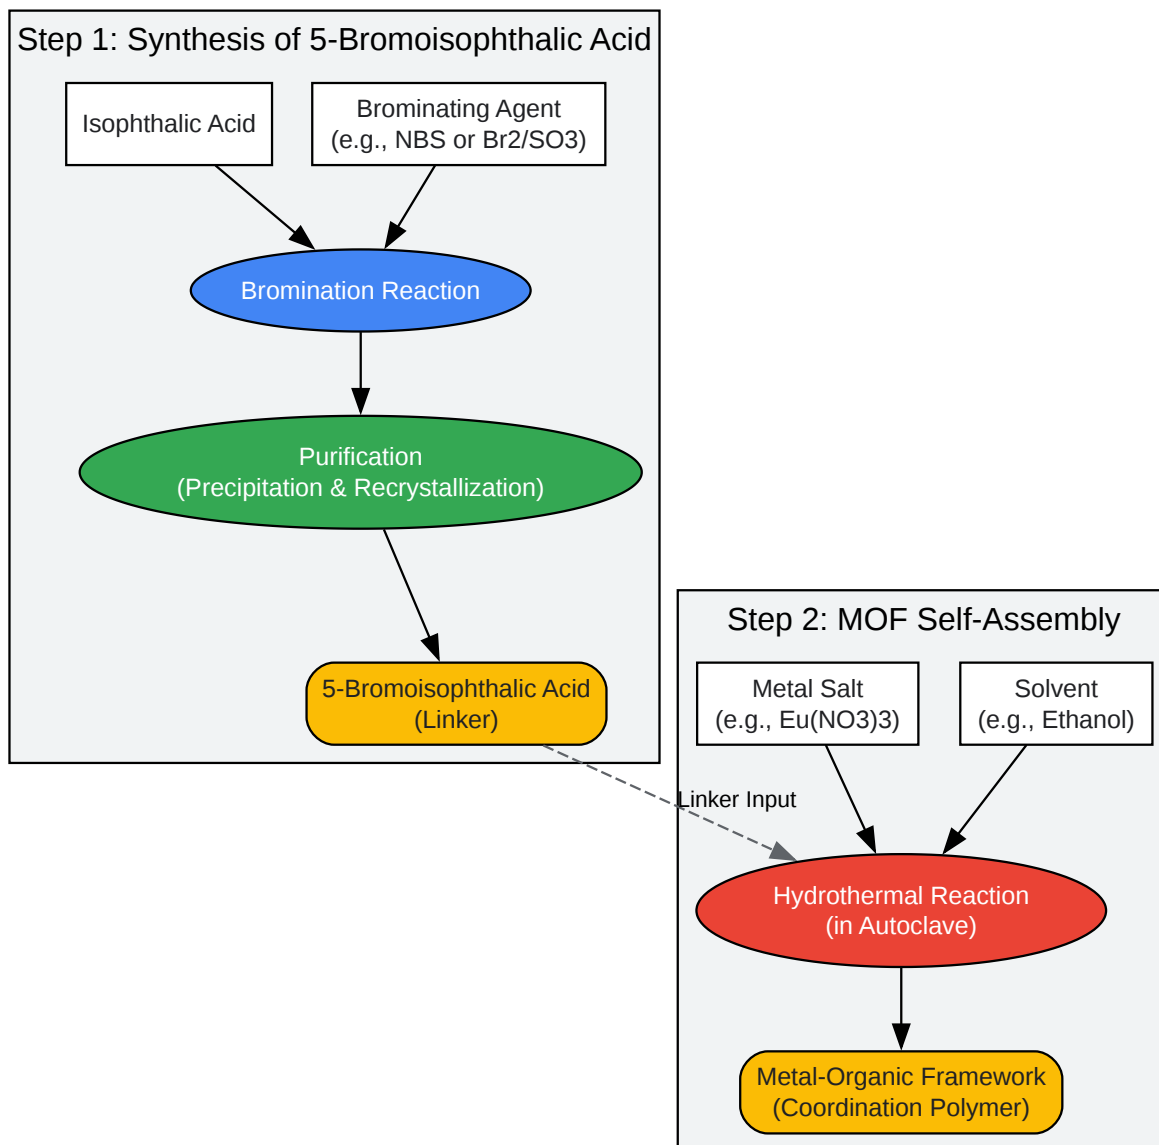 Step 1: Synthesis of 5-Bromoisophthalic Acid
Isophthalic Acid
Brominating Agent
(e.g., NBS or Br2/SO3)
Bromination Reaction
Purification
(Precipitation & Recrystallization)
5-Bromoisophthalic Acid
(Linker)
Linker Input
Step 2: MOF Self-Assembly
Metal Salt
(e.g., Eu(NO3)3)
Solvent
(e.g., Ethanol)
Hydrothermal Reaction
(in Autoclave)
Metal-Organic Framework
(Coordination Polymer)